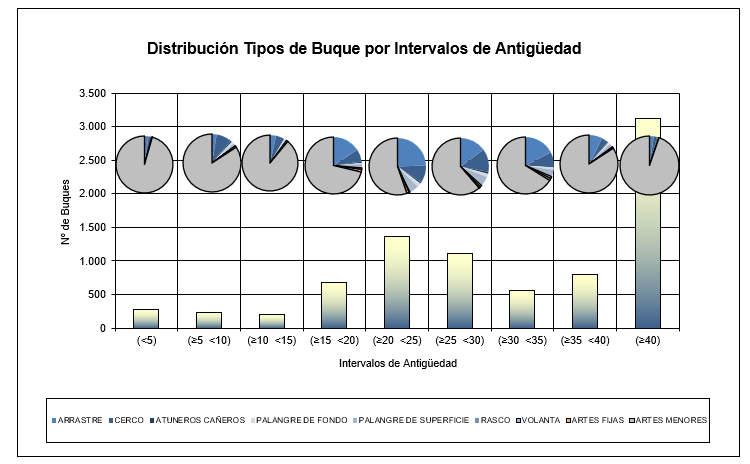 Distribución Tipos de Buque por Intervalos de Antigüedad
Nº de Buques
3.500
3.000
2.500
2.000
1.500
1.000
500
0
(<5) (≥5 <10) (≥10 <15) (≥15 <20) (≥20 <25) (≥25 <30) (≥30 <35) (≥35 <40) (≥40)
Intervalos de Antigüedad
ARRASTRE CERCO ATUNEROS CAÑEROS PALANGRE DE FONDO PALANGRE DE SUPERFICIE RASCO VOLANTA ARTES FIJAS ARTES MENORES